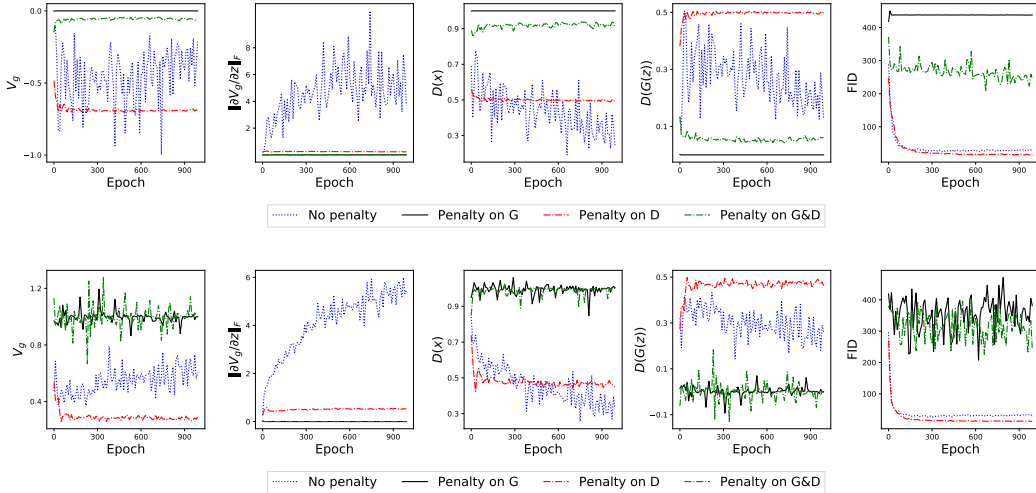 0.0
−0.5
−1.0
V_g
0 300 600 900
Epoch
10
8
6
4
2
‖∂V_g/∂z‖_F
0 300 600 900
Epoch
0.9
0.7
0.5
0.3
D(x)
0 300 600 900
Epoch
0.5
0.3
0.1
D(G(z))
0 300 600 900
Epoch
400
300
200
100
FID
0 300 600 900
Epoch
No penalty Penalty on G Penalty on D Penalty on G&D
1.2
0.8
0.4
V_g
0 300 600 900
Epoch
6
4
2
0
‖∂V_g/∂z‖_F
0 300 600 900
Epoch
0.9
0.7
0.5
0.3
D(x)
0 300 600 900
Epoch
0.5
0.3
0.1
−0.1
D(G(z))
0 300 600 900
Epoch
400
300
200
100
0
FID
0 300 600 900
Epoch
No penalty Penalty on G Penalty on D Penalty on G&D